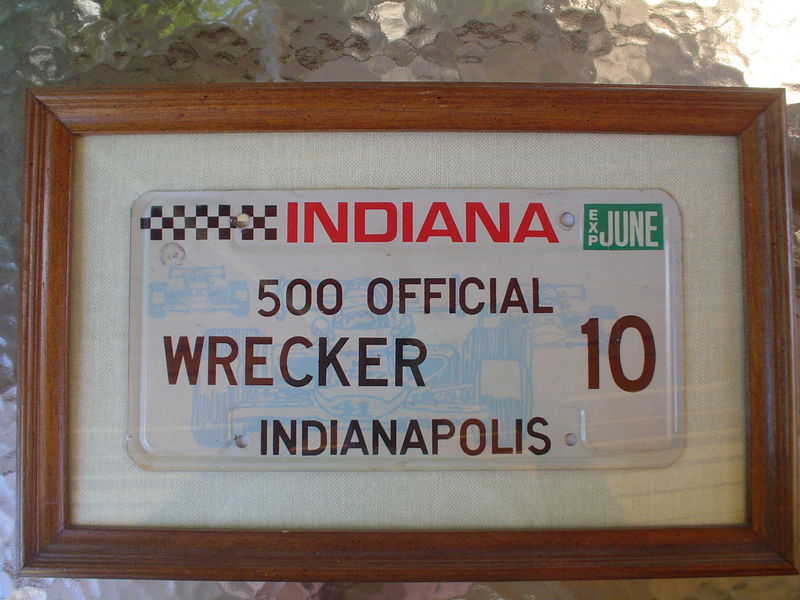 INDIANA EXP JUNE
500 OFFICIAL
WRECKER 10
INDIANAPOLIS